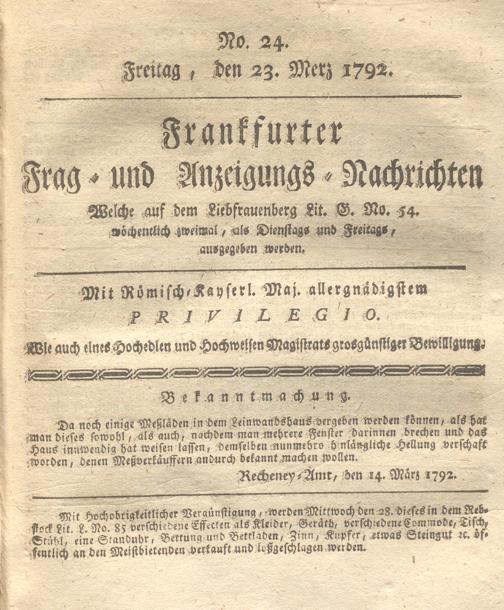 No. 24.
Freitag, den 23. Merz 1792.
Frankfurter
Frag- und Anzeigungs-Nachrichten
Welche auf dem Liebfrauenberg Lit. G. No. 54.
wöchentlich zweimal, als Dienstags und Freitags,
ausgegeben werden.
Mit Römisch-Kayserl. Maj. allergnädigstem
PRIVILEGIO.
Wie auch eines Hochedlen und Hochweisen Magistrats grosgünstiger Bewilligung.
Bekanntmachung.
Da noch einige Meßläden in dem Leinwandshaus vergeben werden können, als hat
man dieses sowohl, als auch, nachdem man mehrere Fenster darinnen brechen und das
Haus innwendig hat weisen lassen, demselben nunmehro hinlängliche Hellung verschaft
worden, denen Meßverkäuffern andurch bekannt machen wollen.
Recheney-Amt, den 14. März 1792.
Mit Hochobrigkeitlicher Vergünstigung, werden Mittwoch den 28. dieses in dem Reb-
stock Lit. L. No. 85 verschiedene Effecten als Kleider, Geräth, verschiedene Commode, Tisch,
Stühl, eine Standuhr, Bettung und Bettladen, Zinn, Kupfer, etwas Steingut ꝛc. öf-
fentlich an den Meistbietenden verkauft und loßgeschlagen werden.